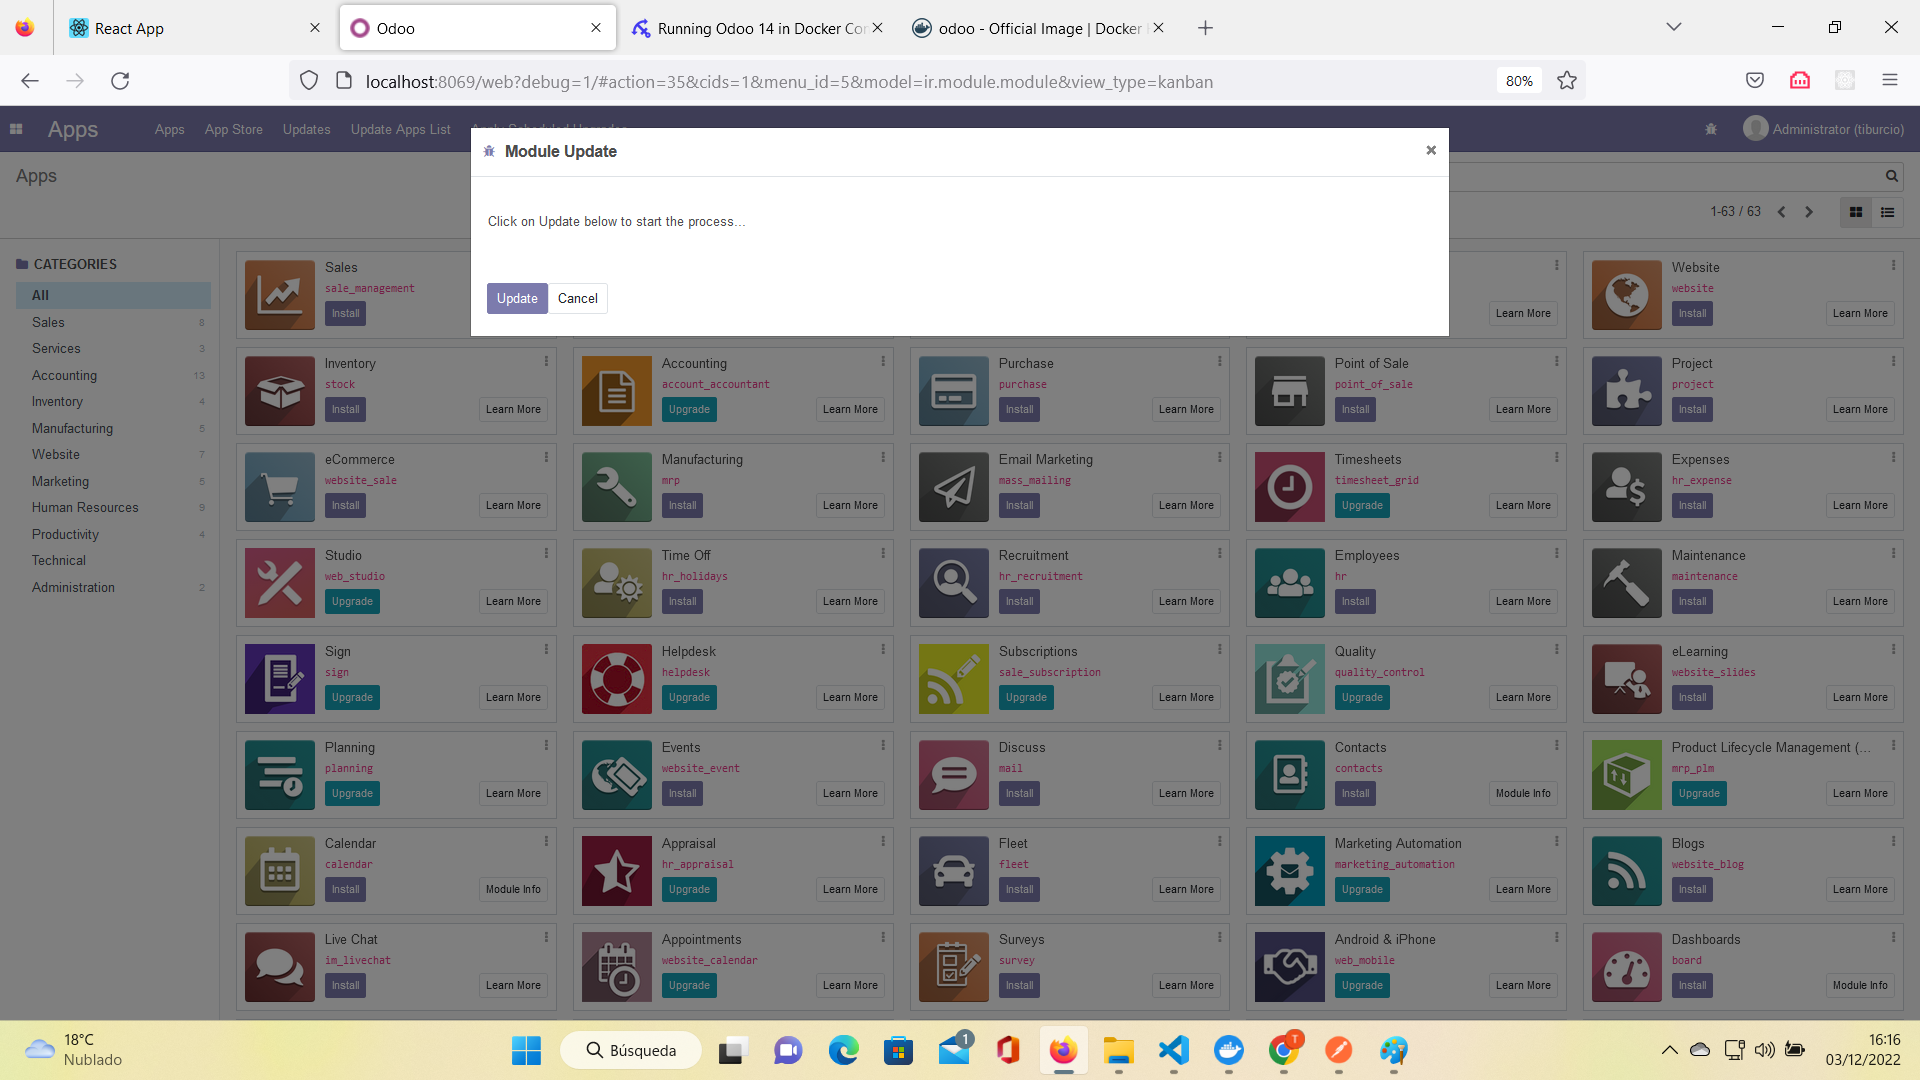 React App
Odoo
Running Odoo 14 in Docker Con
odoo - Official Image | Docker
localhost:8069/web?debug=1/#action=35&cids=1&menu_id=5&model=ir.module.module&view_type=kanban
80%
Apps
Apps
App Store
Updates
Update Apps List
Apply Scheduled Upgrades
Administrator (tiburcio)
Module Update
Click on Update below to start the process...
Update
Cancel
Apps
1-63 / 63
CATEGORIES
All
Sales 8
Services 3
Accounting 13
Inventory 4
Manufacturing 5
Website 7
Marketing 5
Human Resources 9
Productivity 4
Technical
Administration 2
Sales
sale_management
Install
Learn More
Website
website
Install
Learn More
Inventory
stock
Install
Learn More
Accounting
account_accountant
Upgrade
Learn More
Purchase
purchase
Install
Learn More
Point of Sale
point_of_sale
Install
Learn More
Project
project
Install
Learn More
eCommerce
website_sale
Install
Learn More
Manufacturing
mrp
Install
Learn More
Email Marketing
mass_mailing
Install
Learn More
Timesheets
timesheet_grid
Upgrade
Learn More
Expenses
hr_expense
Install
Learn More
Studio
web_studio
Upgrade
Learn More
Time Off
hr_holidays
Install
Learn More
Recruitment
hr_recruitment
Install
Learn More
Employees
hr
Install
Learn More
Maintenance
maintenance
Install
Learn More
Sign
sign
Upgrade
Learn More
Helpdesk
helpdesk
Upgrade
Learn More
Subscriptions
sale_subscription
Upgrade
Learn More
Quality
quality_control
Upgrade
Learn More
eLearning
website_slides
Install
Learn More
Planning
planning
Upgrade
Learn More
Events
website_event
Install
Learn More
Discuss
mail
Install
Learn More
Contacts
contacts
Install
Module Info
Product Lifecycle Management (...
mrp_plm
Upgrade
Learn More
Calendar
calendar
Install
Module Info
Appraisal
hr_appraisal
Upgrade
Learn More
Fleet
fleet
Install
Learn More
Marketing Automation
marketing_automation
Upgrade
Learn More
Blogs
website_blog
Install
Learn More
Live Chat
im_livechat
Install
Learn More
Appointments
website_calendar
Upgrade
Learn More
Surveys
survey
Install
Learn More
Android & iPhone
web_mobile
Upgrade
Learn More
Dashboards
board
Install
Module Info
18°C
Nublado
Búsqueda
1
T
16:16
03/12/2022